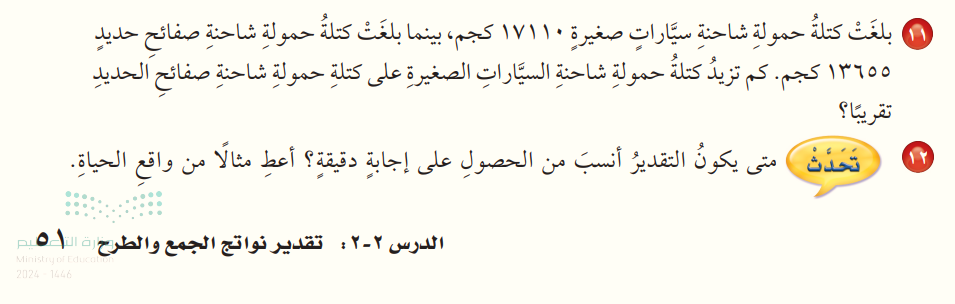 ١١ بلغَتْ كتلةُ حمولةِ شاحنةِ سيَّاراتٍ صغيرةٍ ١٧١١٠ كجم، بينما بلغَتْ كتلةُ حمولةِ شاحنةِ صفائحِ حديدٍ
١٣٦٥٥ كجم. كم تزيدُ كتلةُ حمولةِ شاحنةِ السيَّاراتِ الصغيرةِ على كتلةِ حمولةِ شاحنةِ صفائحِ الحديدِ
تقريبًا؟
١٢ تَحَدَّثْ متى يكونُ التقديرُ أنسبَ من الحصولِ على إجابةٍ دقيقةٍ؟ أعطِ مثالًا من واقعِ الحياةِ.
الدرس ٢-٢: تقدير نواتج الجمع والطرح ٥١
وزارة التعليم
Ministry of Education
2024 - 1446